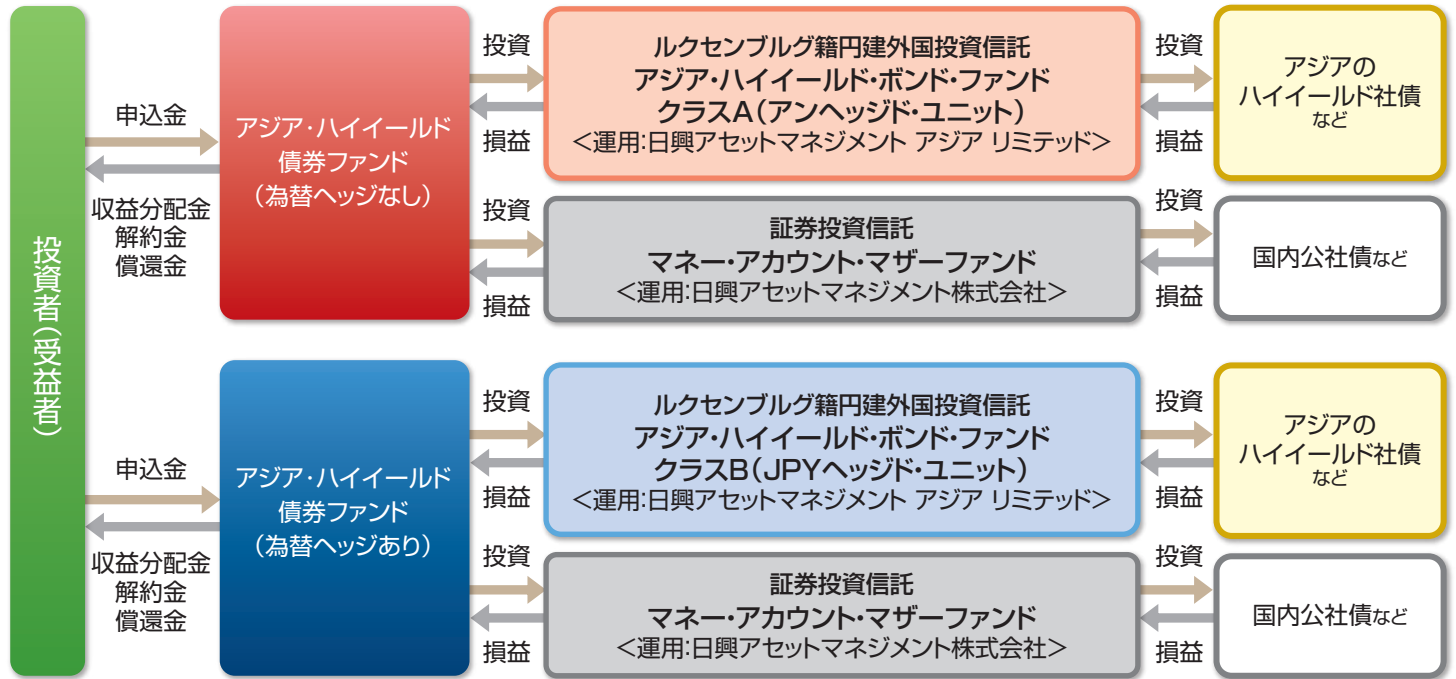 投資者(受益者)
申込金
収益分配金
解約金
償還金
アジア・ハイイールド
債券ファンド
(為替ヘッジなし)
投資
損益
ルクセンブルグ籍円建外国投資信託
アジア・ハイイールド・ボンド・ファンド
クラスA(アンヘッジド・ユニット)
<運用:日興アセットマネジメント アジア リミテッド>
投資
損益
アジアの
ハイイールド社債
など
投資
損益
証券投資信託
マネー・アカウント・マザーファンド
<運用:日興アセットマネジメント株式会社>
投資
損益
国内公社債など
申込金
収益分配金
解約金
償還金
アジア・ハイイールド
債券ファンド
(為替ヘッジあり)
投資
損益
ルクセンブルグ籍円建外国投資信託
アジア・ハイイールド・ボンド・ファンド
クラスB(JPYヘッジド・ユニット)
<運用:日興アセットマネジメント アジア リミテッド>
投資
損益
アジアの
ハイイールド社債
など
投資
損益
証券投資信託
マネー・アカウント・マザーファンド
<運用:日興アセットマネジメント株式会社>
投資
損益
国内公社債など